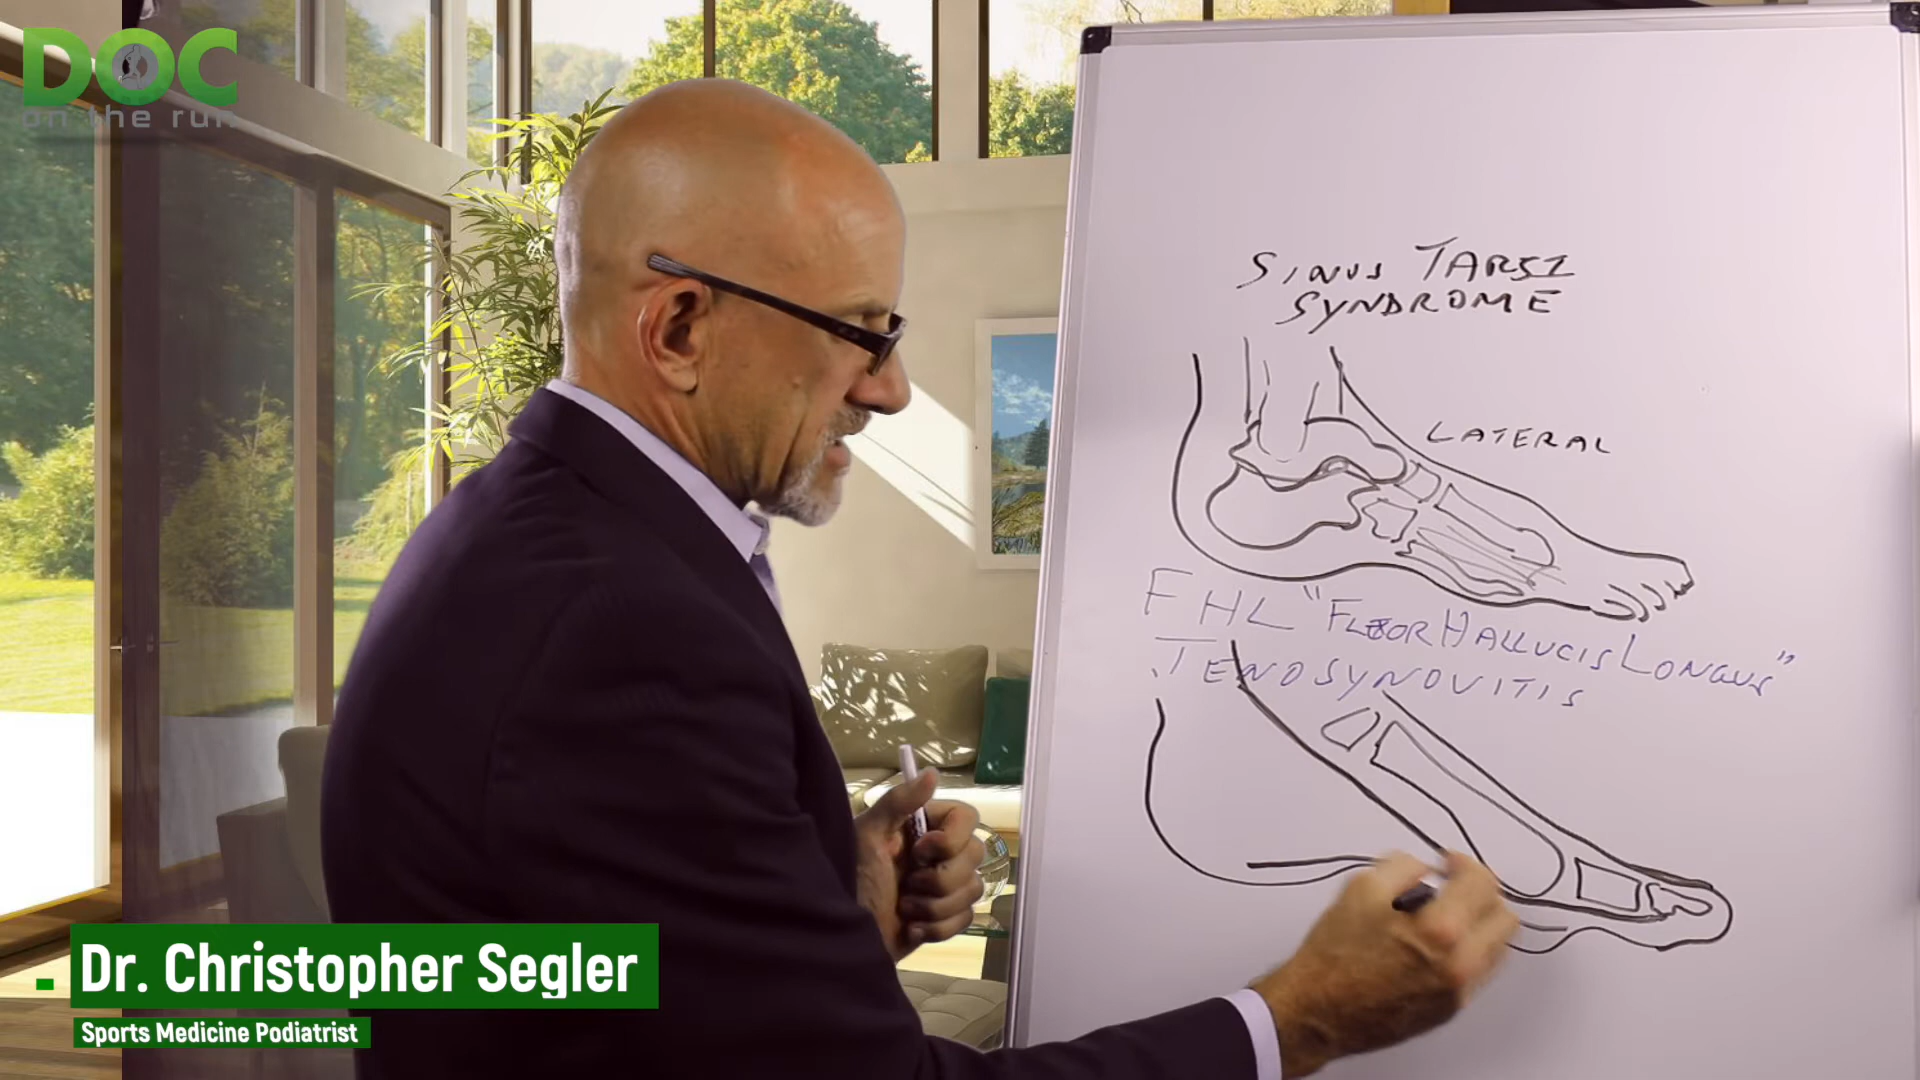 DOC
on the run
SINUS TARSI
SYNDROME
LATERAL
FHL "FLEXOR HALLUCIS LONGUS"
TENOSYNOVITIS
Dr. Christopher Segler
Sports Medicine Podiatrist